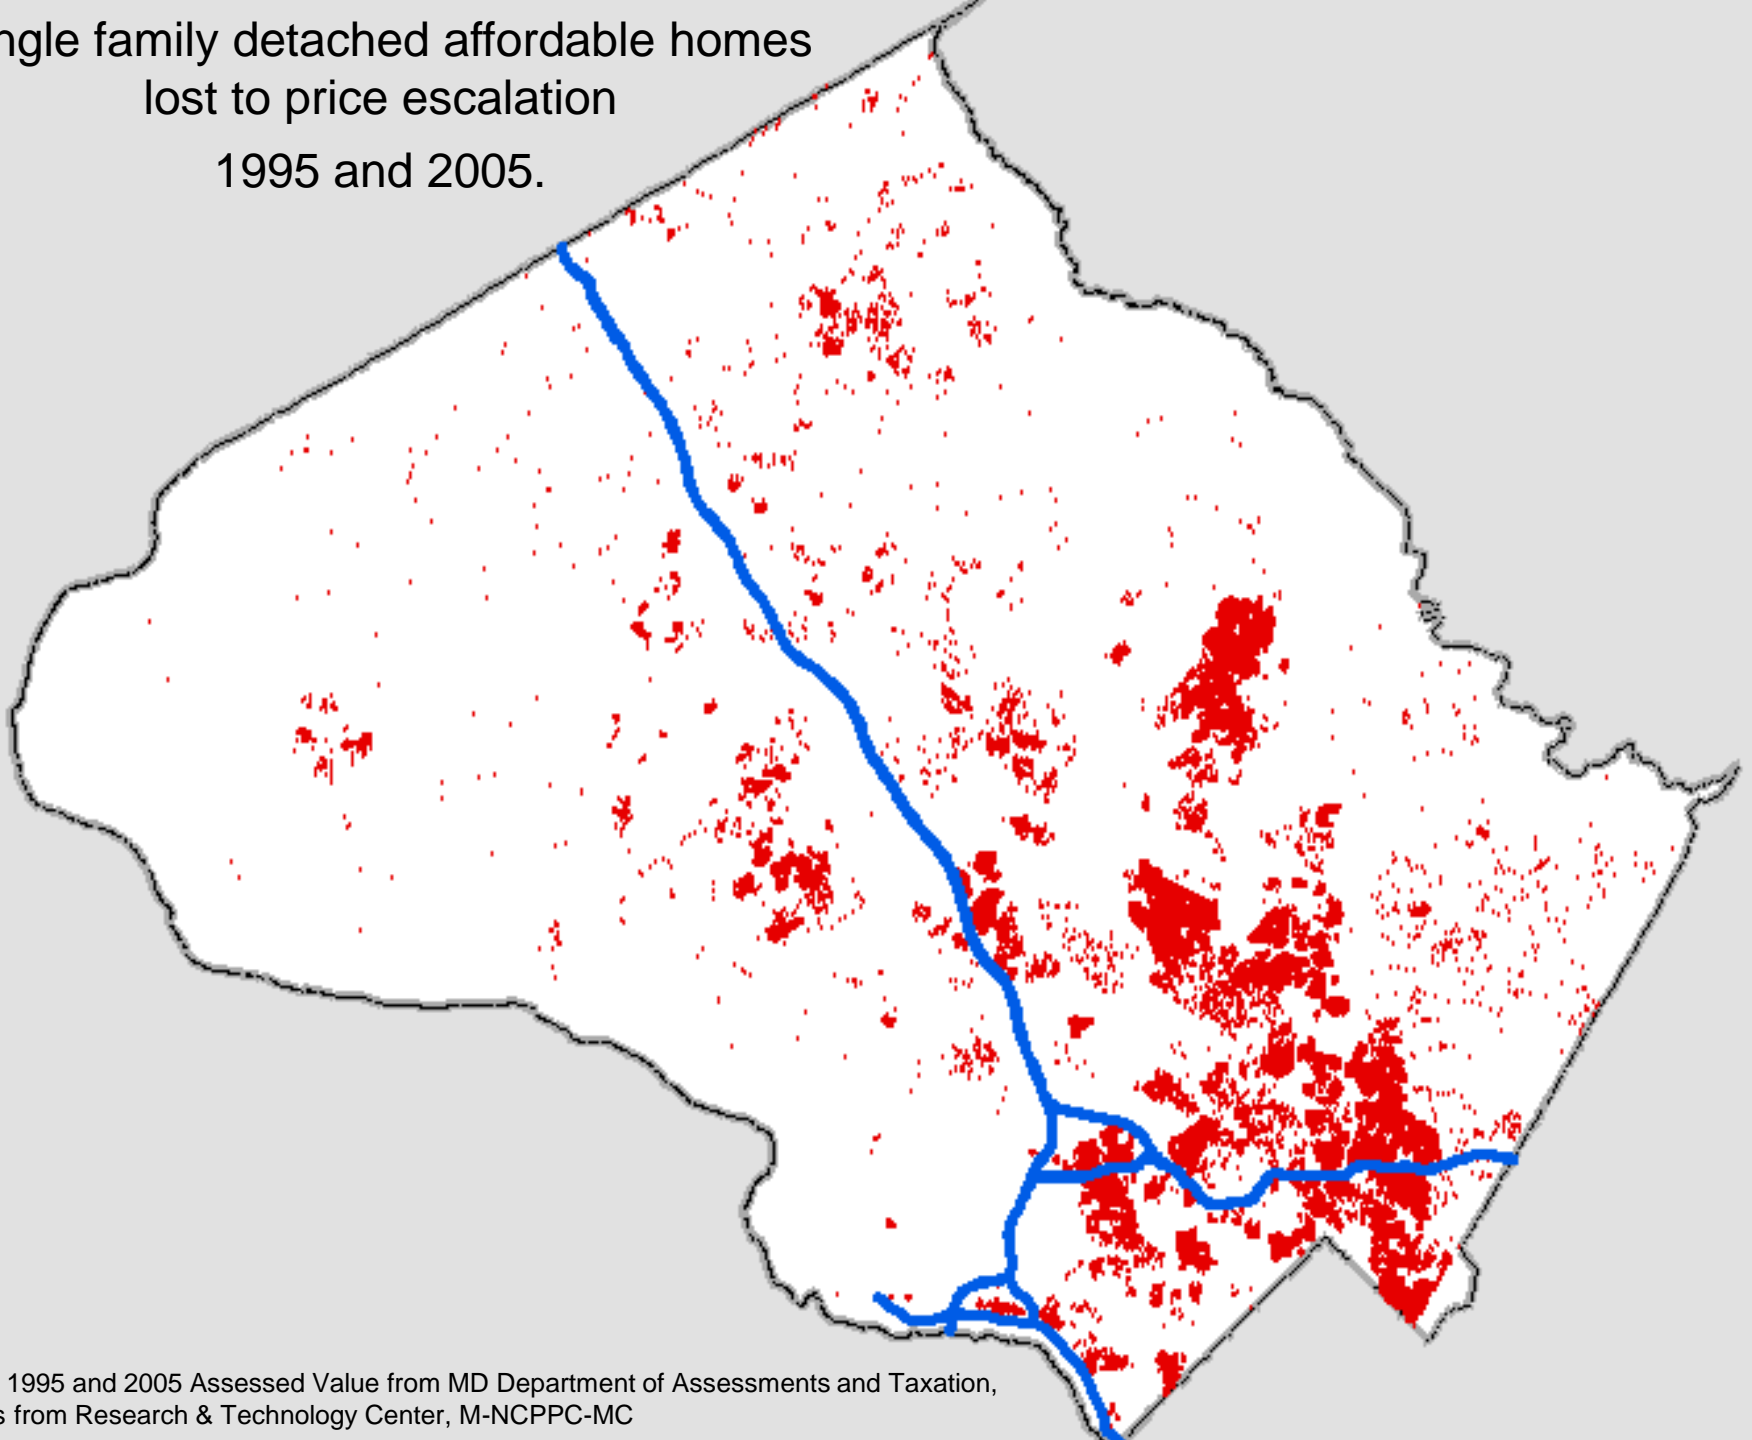 ngle family detached affordable homes
lost to price escalation
1995 and 2005.
1995 and 2005 Assessed Value from MD Department of Assessments and Taxation,
s from Research & Technology Center, M-NCPPC-MC